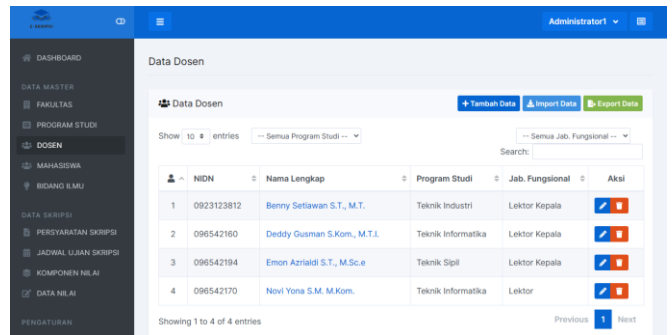 E-SKRIPSI
Administrator1
DASHBOARD
DATA MASTER
FAKULTAS
PROGRAM STUDI
DOSEN
MAHASISWA
BIDANG ILMU
DATA SKRIPSI
PERSYARATAN SKRIPSI
JADWAL UJIAN SKRIPSI
KOMPONEN NILAI
DATA NILAI
PENGATURAN
Data Dosen
Data Dosen
+ Tambah Data Import Data Export Data
Show 10 entries -- Semua Program Studi -- -- Semua Jab. Fungsional --
Search:
NIDN Nama Lengkap Program Studi Jab. Fungsional Aksi
1 0923123812 Benny Setiawan S.T., M.T. Teknik Industri Lektor Kepala
2 096542160 Deddy Gusman S.Kom., M.T.I. Teknik Informatika Lektor Kepala
3 096542194 Emon Azrialdi S.T., M.Sc.e Teknik Sipil Lektor Kepala
4 096542170 Novi Yona S.M. M.Kom. Teknik Informatika Lektor
Showing 1 to 4 of 4 entries
Previous 1 Next